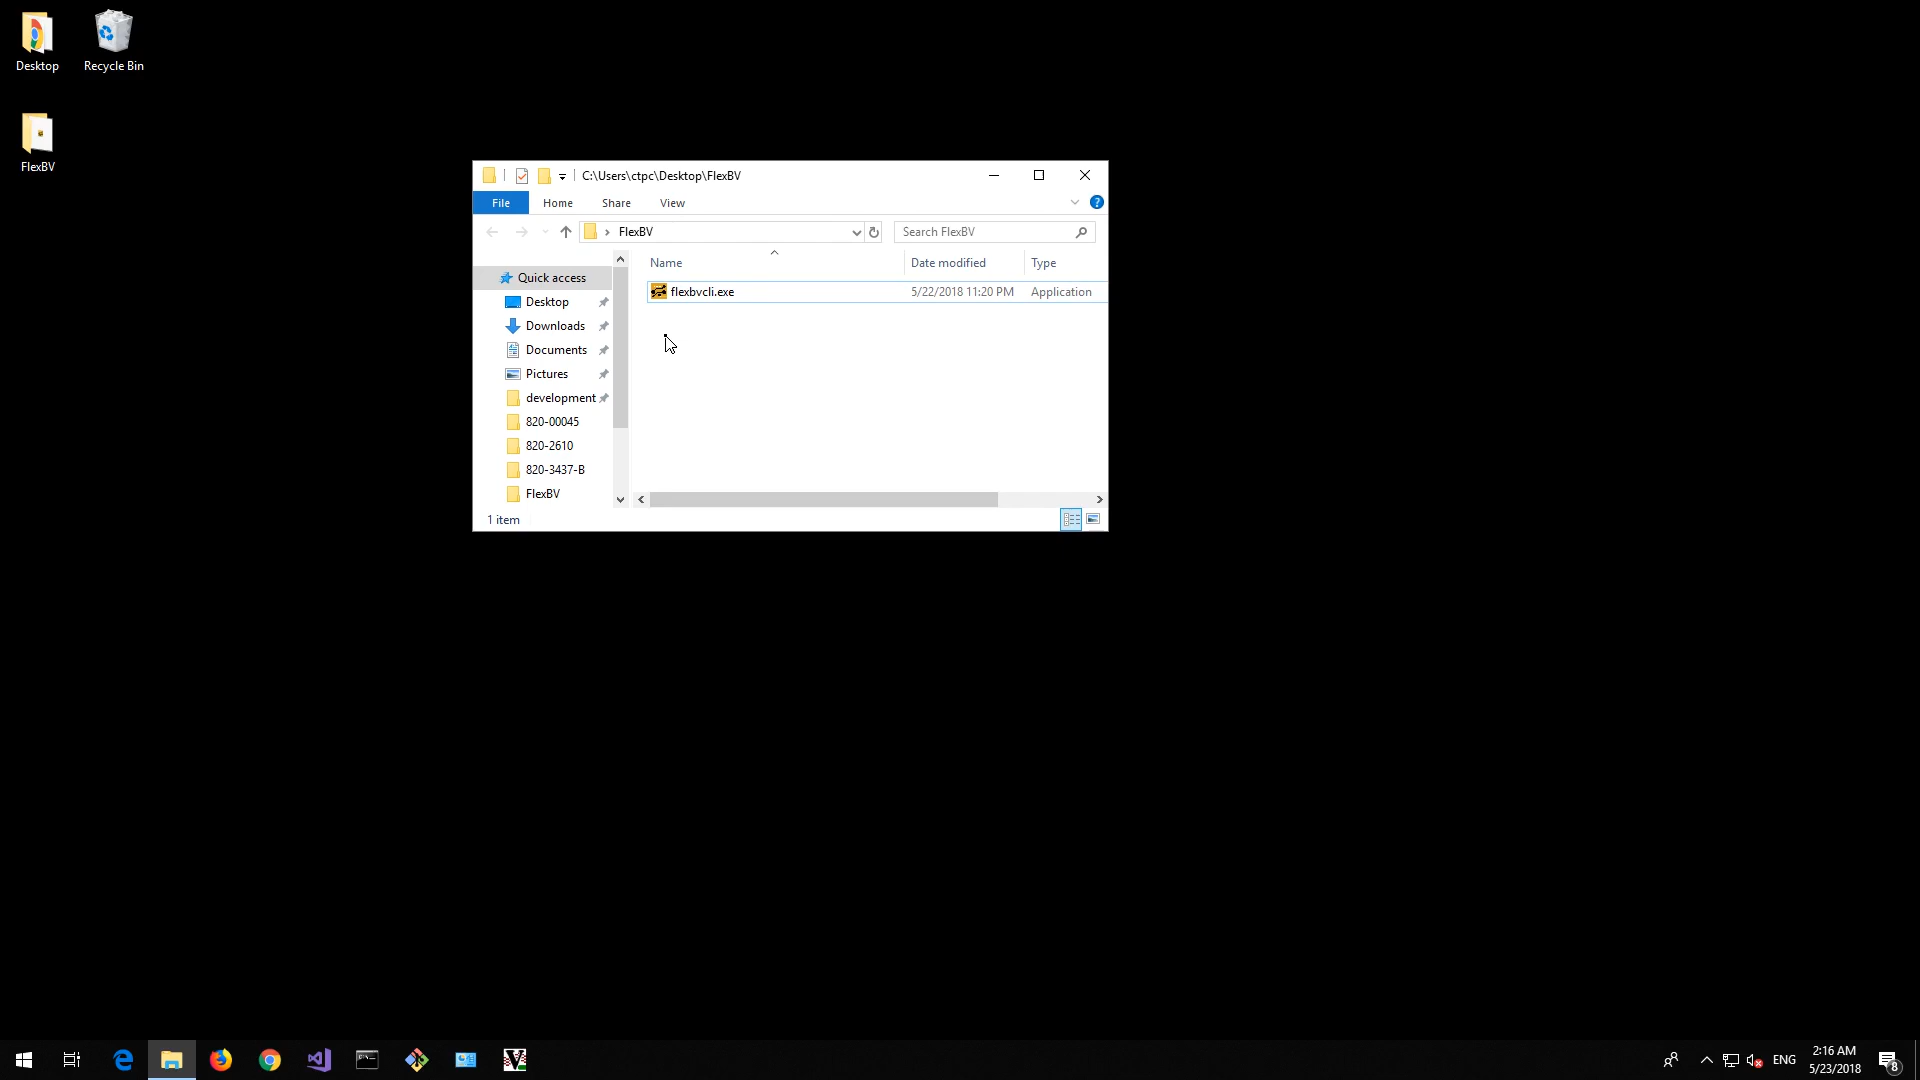 Desktop
Recycle Bin
FlexBV
C:\Users\ctpc\Desktop\FlexBV
File Home Share View
FlexBV
Search FlexBV
Name Date modified Type
flexbvcli.exe 5/22/2018 11:20 PM Application
Quick access
Desktop
Downloads
Documents
Pictures
development
820-00045
820-2610
820-3437-B
FlexBV
1 item
ENG
2:16 AM
5/23/2018
8